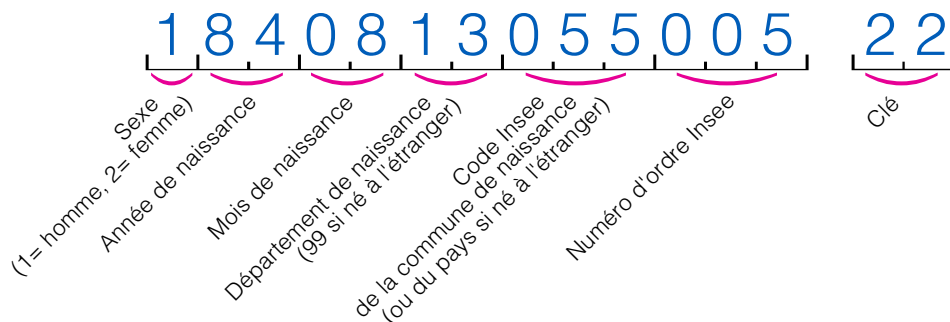 1 8 4 0 8 1 3 0 5 5 0 0 5 2 2
Sexe
(1= homme, 2= femme)
Année de naissance
Mois de naissance
Département de naissance
(99 si né à l'étranger)
Code Insee
de la commune de naissance
(ou du pays si né à l'étranger)
Numéro d'ordre Insee
Clé